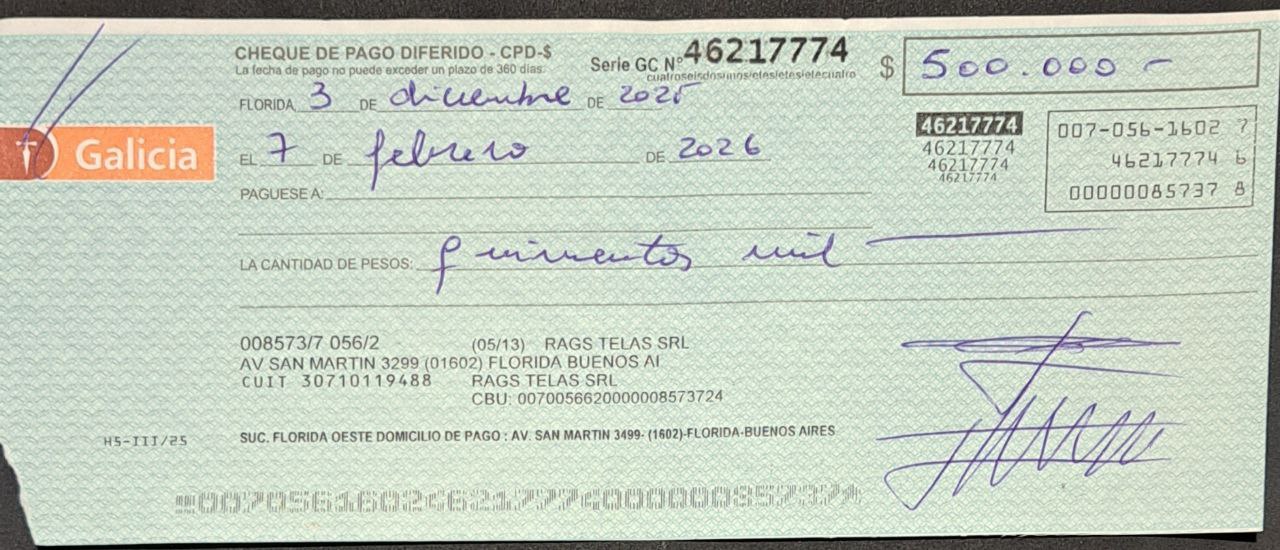 CHEQUE DE PAGO DIFERIDO - CPD-$
La fecha de pago no puede exceder un plazo de 360 días.
Serie GC Nº 46217774
cuatroseisdosunosietesietesietecuatro
$ 500.000 -
FLORIDA, 3 DE diciembre DE 2025
Galicia
EL 7 DE febrero DE 2026
PAGUESE A:
46217774
46217774
46217774
46217774
007-056-1602 7
46217774 6
00000085737 8
LA CANTIDAD DE PESOS: quinientos mil
008573/7 056/2 (05/13) RAGS TELAS SRL
AV SAN MARTIN 3299 (01602) FLORIDA BUENOS AI
CUIT 30710119488 RAGS TELAS SRL
CBU: 0070056620000008573724
H5-III/25
SUC. FLORIDA OESTE DOMICILIO DE PAGO : AV. SAN MARTIN 3499- (1602)-FLORIDA-BUENOS AIRES
00705616024621777400000085737